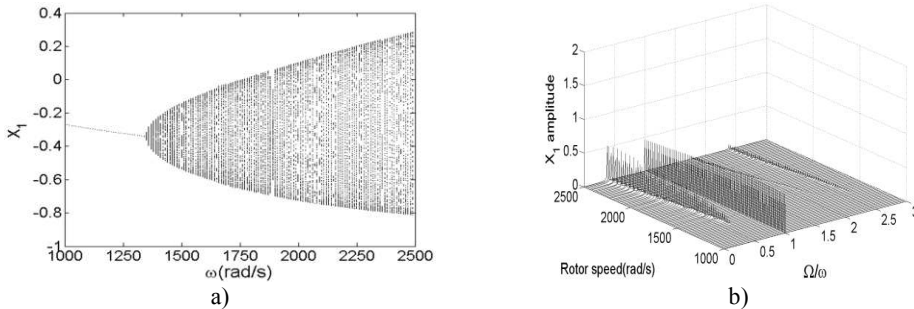 0.4
0.2
0
-0.2
-0.4
-0.6
-0.8
-1
X1
1000 1250 1500 1750 2000 2250 2500
ω(rad/s)
a)
2
1.5
1
0.5
0
X1 amplitude
2500
2000
1500
1000
Rotor speed(rad/s)
0 0.5 1 1.5 2 2.5 3
Ω/ω
b)